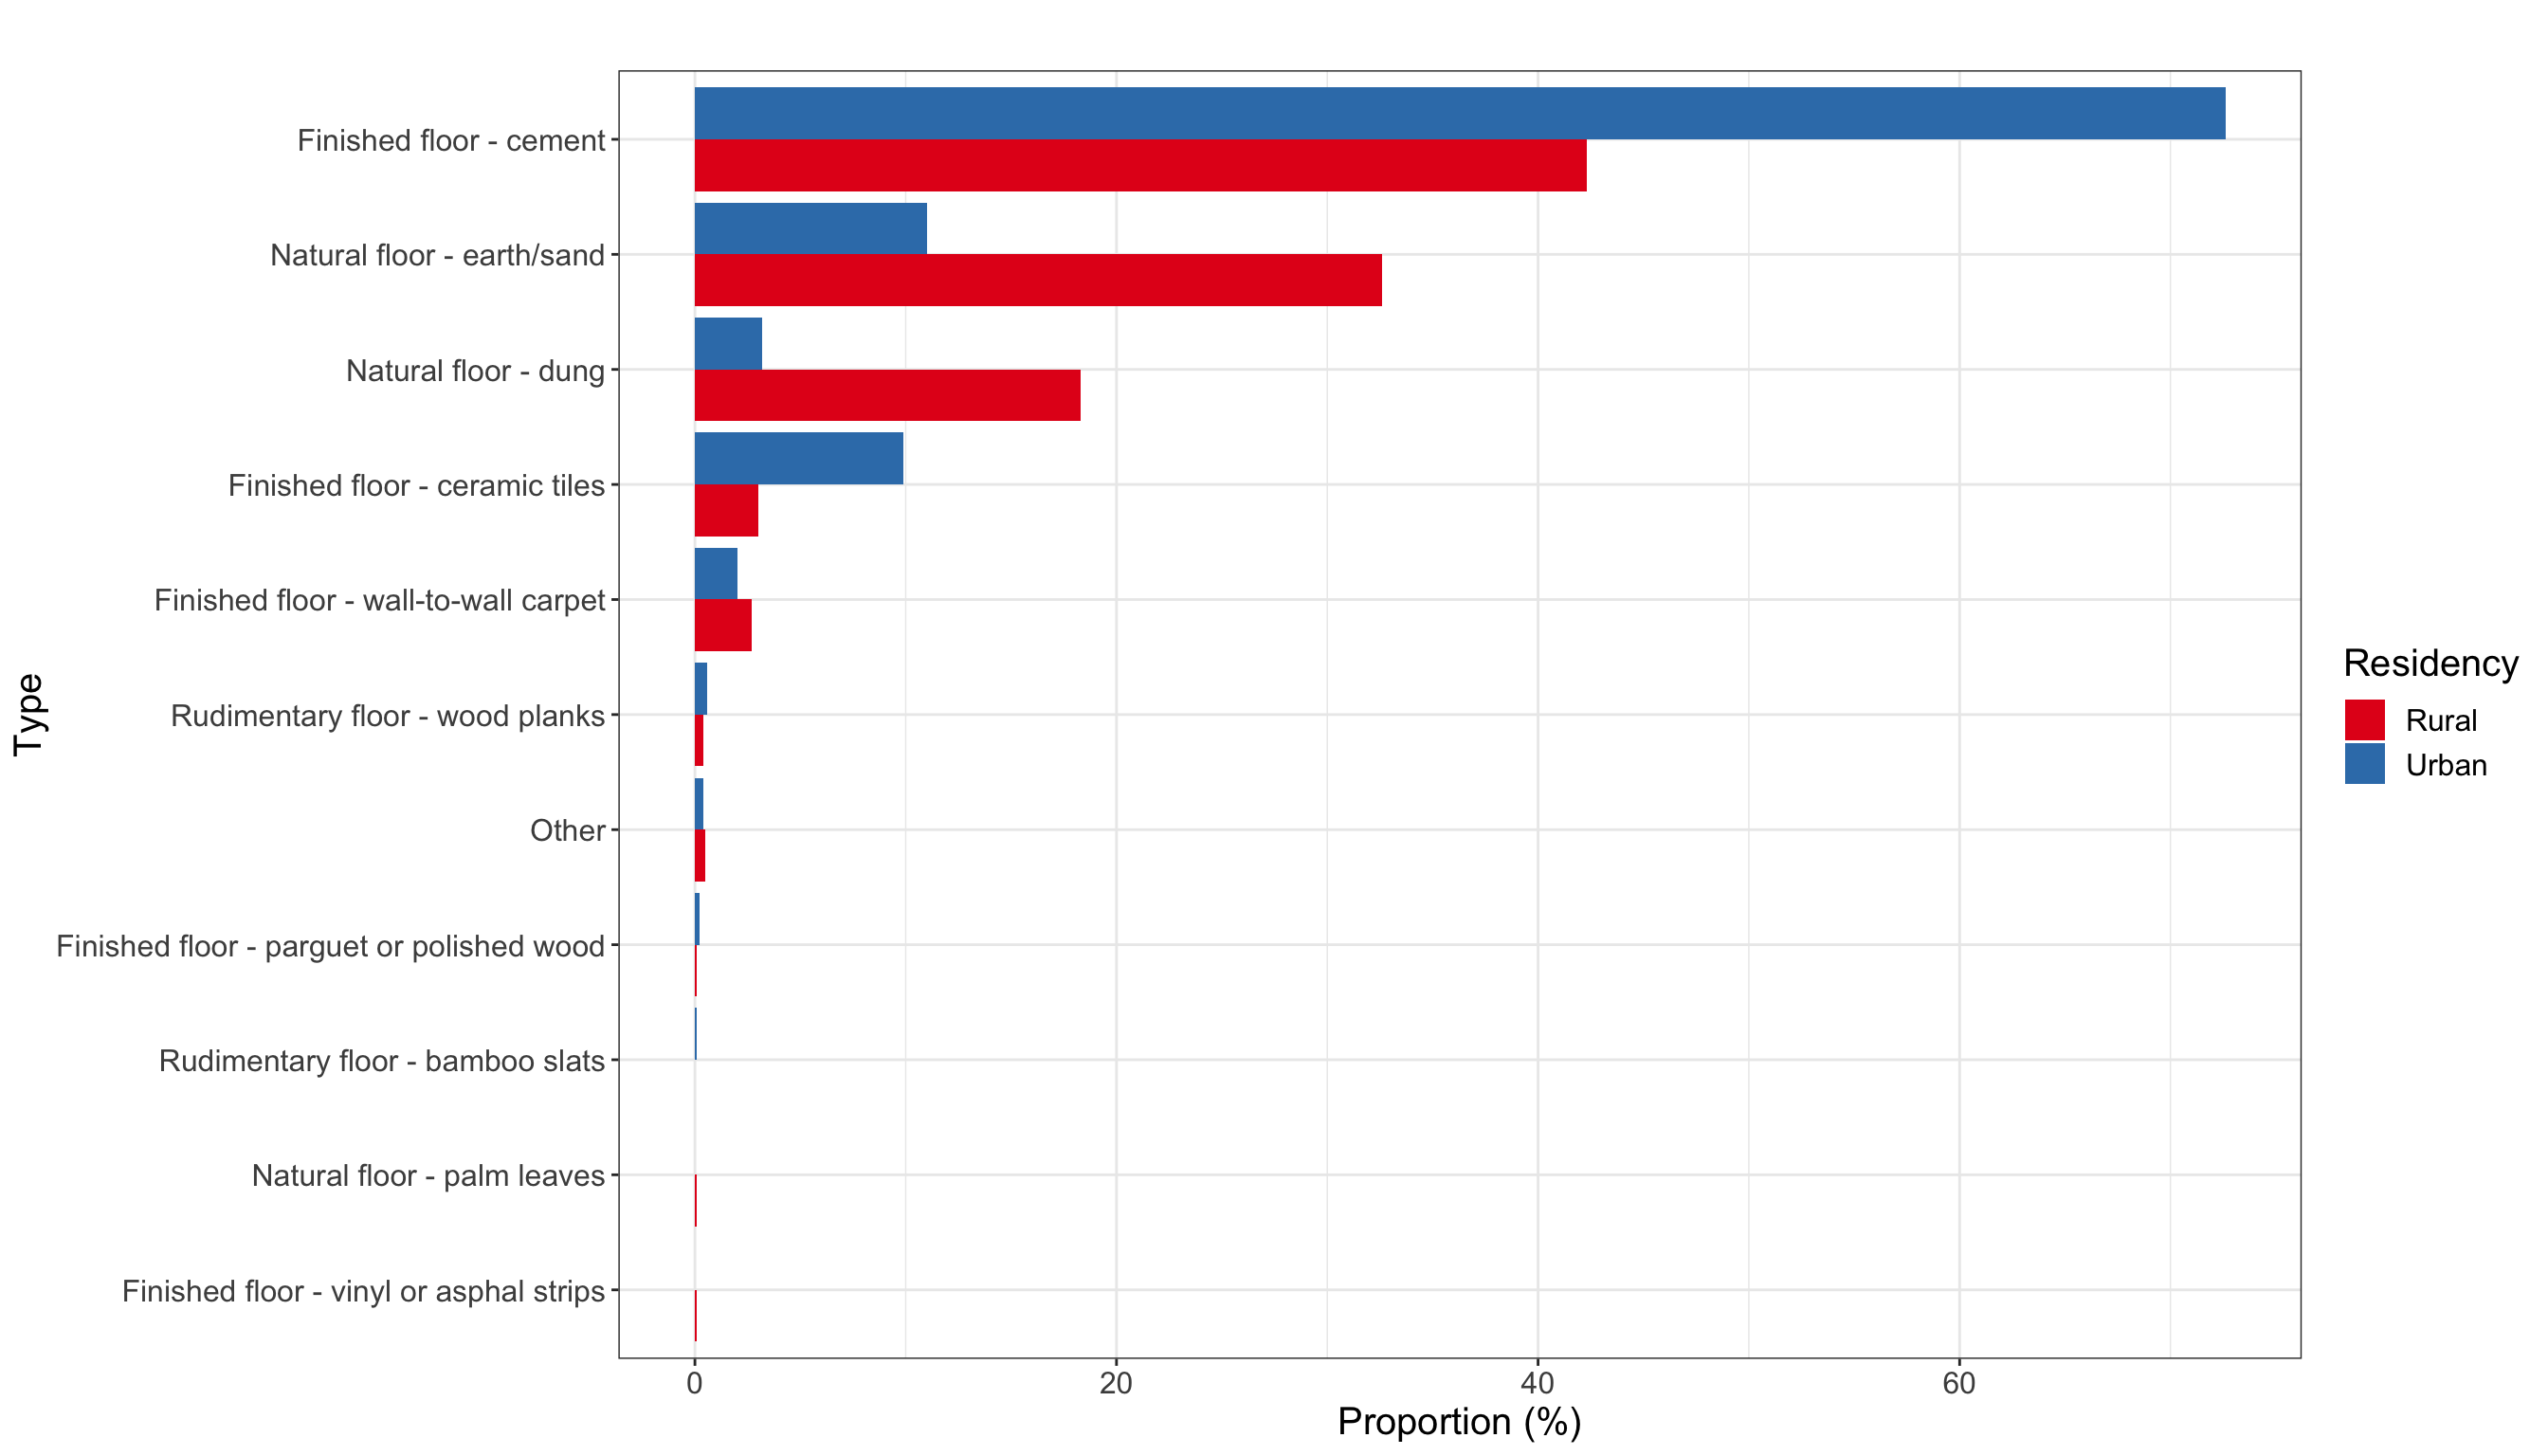 Finished floor - cement
Natural floor - earth/sand
Natural floor - dung
Finished floor - ceramic tiles
Finished floor - wall-to-wall carpet
Rudimentary floor - wood planks
Other
Finished floor - parguet or polished wood
Rudimentary floor - bamboo slats
Natural floor - palm leaves
Finished floor - vinyl or asphal strips
Type
0 20 40 60
Proportion (%)
Residency
Rural
Urban